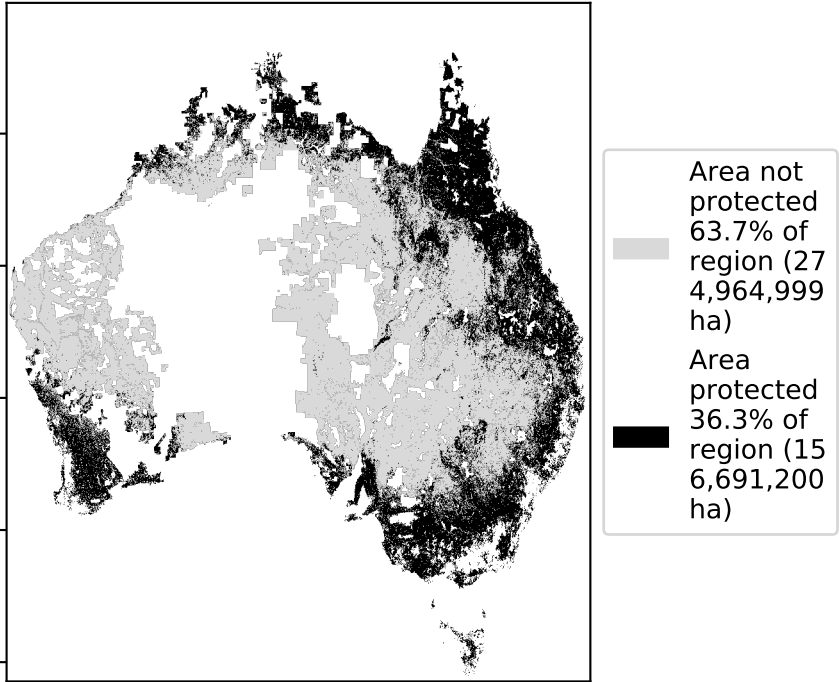 Area not
protected
63.7% of
region (27
4,964,999
ha)
Area
protected
36.3% of
region (15
6,691,200
ha)